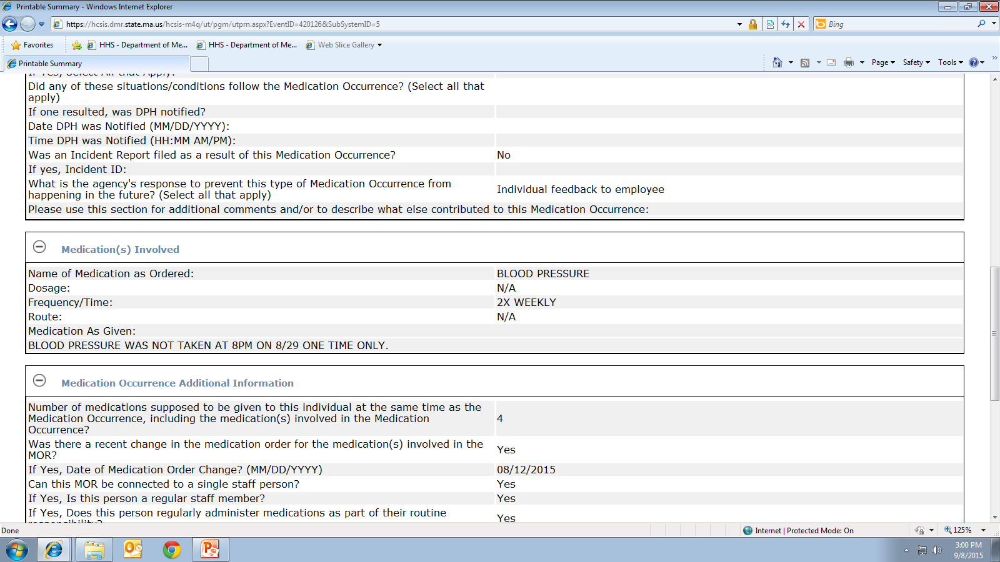 Printable Summary - Windows Internet Explorer
https://hcsis.dmr.state.ma.us/hcsis-m4q/ut/pgm/utprn.aspx?EventID=420126&SubSystemID=5
Bing
Favorites
HHS - Department of Me...
HHS - Department of Me...
Web Slice Gallery
Printable Summary
Page
Safety
Tools
If Yes, Select All that Apply:
Did any of these situations/conditions follow the Medication Occurrence? (Select all that
apply)
If one resulted, was DPH notified?
Date DPH was Notified (MM/DD/YYYY):
Time DPH was Notified (HH:MM AM/PM):
Was an Incident Report filed as a result of this Medication Occurrence? No
If yes, Incident ID:
What is the agency's response to prevent this type of Medication Occurrence from
happening in the future? (Select all that apply)
Individual feedback to employee
Please use this section for additional comments and/or to describe what else contributed to this Medication Occurrence:
Medication(s) Involved
Name of Medication as Ordered: BLOOD PRESSURE
Dosage: N/A
Frequency/Time: 2X WEEKLY
Route: N/A
Medication As Given:
BLOOD PRESSURE WAS NOT TAKEN AT 8PM ON 8/29 ONE TIME ONLY.
Medication Occurrence Additional Information
Number of medications supposed to be given to this individual at the same time as the
Medication Occurrence, including the medication(s) involved in the Medication
Occurrence?
4
Was there a recent change in the medication order for the medication(s) involved in the
MOR?
Yes
If Yes, Date of Medication Order Change? (MM/DD/YYYY) 08/12/2015
Can this MOR be connected to a single staff person? Yes
If Yes, Is this person a regular staff member? Yes
If Yes, Does this person regularly administer medications as part of their routine
responsibility?
Yes
Done
Internet | Protected Mode: On
125%
3:00 PM
9/8/2015